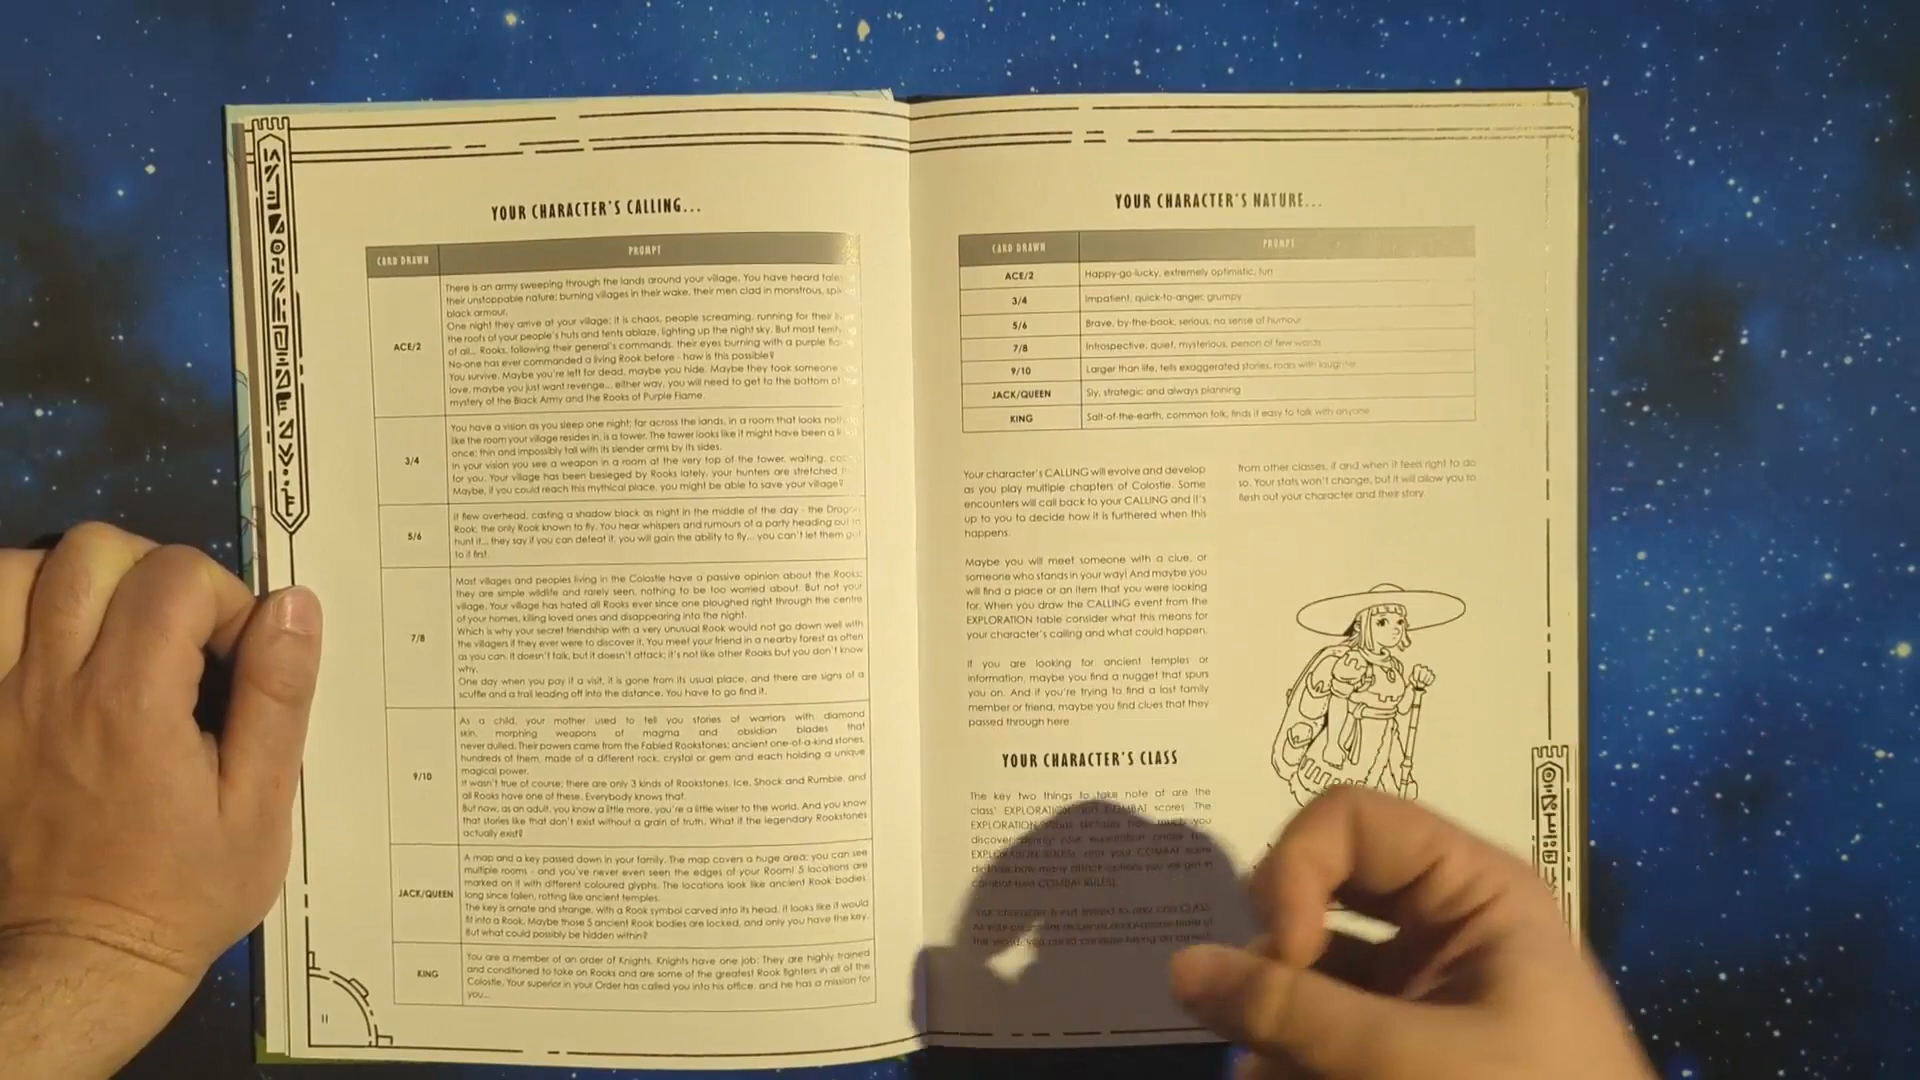 YOUR CHARACTER'S CALLING...
CARD DRAWN
PROMPT
ACE/2
There is an army sweeping through the lands around your village. You have heard tales
their unstoppable nature; burning villages in their wake, their men clad in monstrous,
black armour.
One night they arrive at your village; it is chaos, people screaming, running for their
the roofs of your people's huts and tents ablaze, lighting up the night sky. But most
of all... Rooks, following their general's commands, their eyes burning with a purple
No-one has ever commanded a living Rook before - how is this possible?
You survive. Maybe you're left for dead, maybe you hide. Maybe they took someone
love, maybe you just want revenge... either way, you will need to get to the bottom of
mystery of the Black Army and the Rooks of Purple Flame.
3/4
You have a vision as you sleep one night; far across the lands, in a room that looks
like the room your village resides in, is a tower. The tower looks like it might have been a
once; thin and impossibly tall with its slender arms by its sides.
In your vision you see a weapon in a room at the very top of the tower, waiting,
for you. Your village has been besieged by Rooks lately, your hunters are stretched
Maybe, if you could reach this mythical place, you might be able to save your village?
5/6
It flew overhead, casting a shadow black as night in the middle of the day - the Dragon
Rook, the only Rook known to fly. You hear whispers and rumours of a party heading out to
hunt it... they say if you can defeat it, you will gain the ability to fly... you can't let them get
to it first.
7/8
Most villages and peoples living in the Colostle have a passive opinion about the Rooks;
they are simple wildlife and rarely seen, nothing to be too worried about. But not your
village. Your village has hated all Rooks ever since one ploughed right through the centre
of your homes, killing loved ones and disappearing into the night.
Which is why your secret friendship with a very unusual Rook would not go down well with
the villagers if they ever were to discover it. You meet your friend in a nearby forest as often
as you can. It doesn't talk, but it doesn't attack; it's not like other Rooks but you don't know
why.
One day when you pay it a visit, it is gone from its usual place, and there are signs of a
scuffle and a trail leading off into the distance. You have to go find it.
9/10
As a child, your mother used to tell you stories of warriors with diamond
skin, morphing weapons of magma and obsidian blades that
never dulled. Their powers came from the Fabled Rookstones; ancient one-of-a-kind stones,
hundreds of them, made of a different rock, crystal or gem and each holding a unique
magical power.
It wasn't true of course; there are only 3 kinds of Rookstones, Ice, Shock and Rumble, and
all Rooks have one of these. Everybody knows that.
But now, as an adult, you know a little more, you're a little wiser to the world. And you know
that stories like that don't exist without a grain of truth. What if the legendary Rookstones
actually exist?
JACK/QUEEN
A map and a key passed down in your family. The map covers a huge area; you can see
multiple rooms - and you've never even seen the edges of your Room! 5 locations are
marked on it with different coloured glyphs. The locations look like ancient Rook bodies,
long since fallen, rotting like ancient temples.
The key is ornate and strange, with a Rook symbol carved into its head. It looks like it would
fit into a Rook. Maybe those 5 ancient Rook bodies are locked, and only you have the key.
But what could possibly be hidden within?
KING
You are a member of an order of Knights. Knights have one job: They are highly trained
and conditioned to take on Rooks and are some of the greatest Rook fighters in all of the
Colostle. Your superior in your Order has called you into his office, and he has a mission for
you...
11
YOUR CHARACTER'S NATURE...
CARD DRAWN
PROMPT
ACE/2
Happy-go-lucky, extremely optimistic, fun
3/4
Impatient, quick-to-anger, grumpy
5/6
Brave, by-the-book, serious, no sense of humour
7/8
Introspective, quiet, mysterious, person of few words
9/10
Larger than life, tells exaggerated stories, roars with laughter
JACK/QUEEN
Sly, strategic and always planning
KING
Salt-of-the-earth, common folk, finds it easy to talk with anyone
Your character's CALLING will evolve and develop
as you play multiple chapters of Colostle. Some
encounters will call back to your CALLING and it's
up to you to decide how it is furthered when this
happens.
Maybe you will meet someone with a clue, or
someone who stands in your way! And maybe you
will find a place or an item that you were looking
for. When you draw the CALLING event from the
EXPLORATION table consider what this means for
your character's calling and what could happen.
If you are looking for ancient temples or
information, maybe you find a nugget that spurs
you on. And if you're trying to find a lost family
member or friend, maybe you find clues that they
passed through here.
YOUR CHARACTER'S CLASS
The key two things to take note of are the
class' EXPLORATION and COMBAT scores. The
EXPLORATION score dictates how much you
discover during your exploration phase (see
EXPLORATION RULES), and your COMBAT score
dictates how many attack options you will get in
combat (see COMBAT RULES).
from other classes, if and when it feels right to do
so. Your stats won't change, but it will allow you to
flesh out your character and their story.